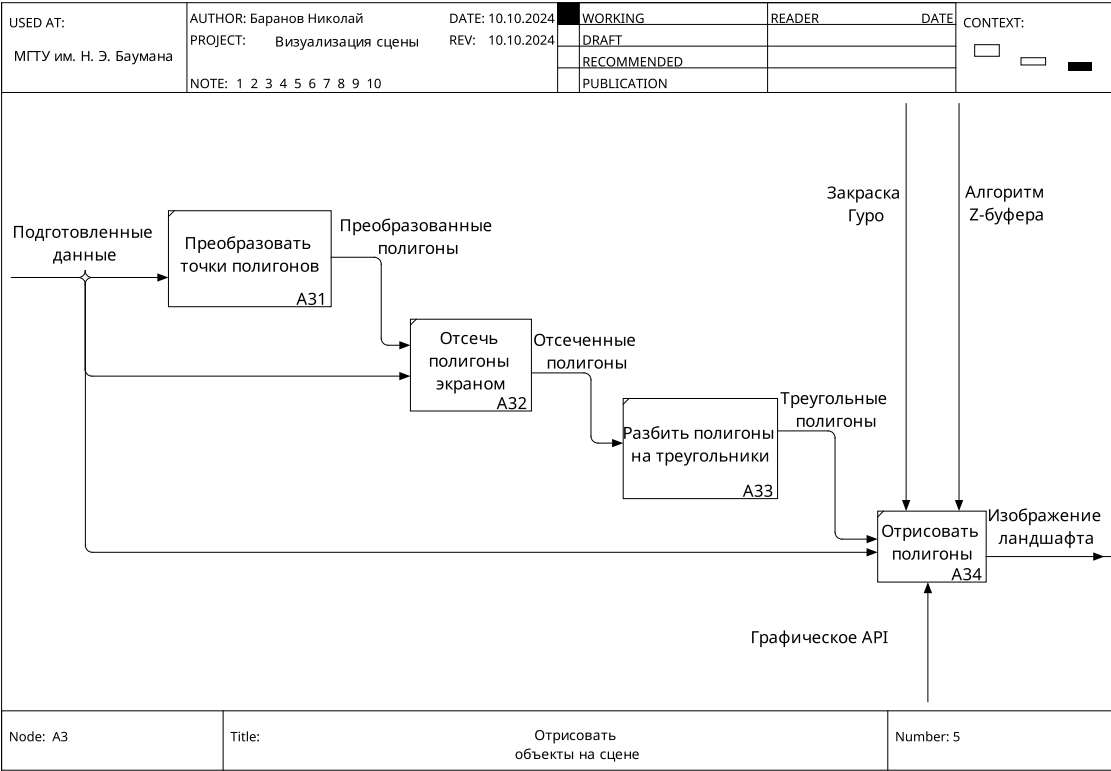 USED AT:
МГТУ им. Н. Э. Баумана
AUTHOR: Баранов Николай
DATE: 10.10.2024
PROJECT: Визуализация сцены
REV: 10.10.2024
NOTE: 1 2 3 4 5 6 7 8 9 10
WORKING
DRAFT
RECOMMENDED
PUBLICATION
READER DATE
CONTEXT:
Закраска
Гуро
Алгоритм
Z-буфера
Подготовленные
данные
Преобразовать
точки полигонов
A31
Преобразованные
полигоны
Отсечь
полигоны
экраном
A32
Отсеченные
полигоны
Разбить полигоны
на треугольники
A33
Треугольные
полигоны
Отрисовать
полигоны
A34
Изображение
ландшафта
Графическое API
Node: A3
Title: Отрисовать
объекты на сцене
Number: 5